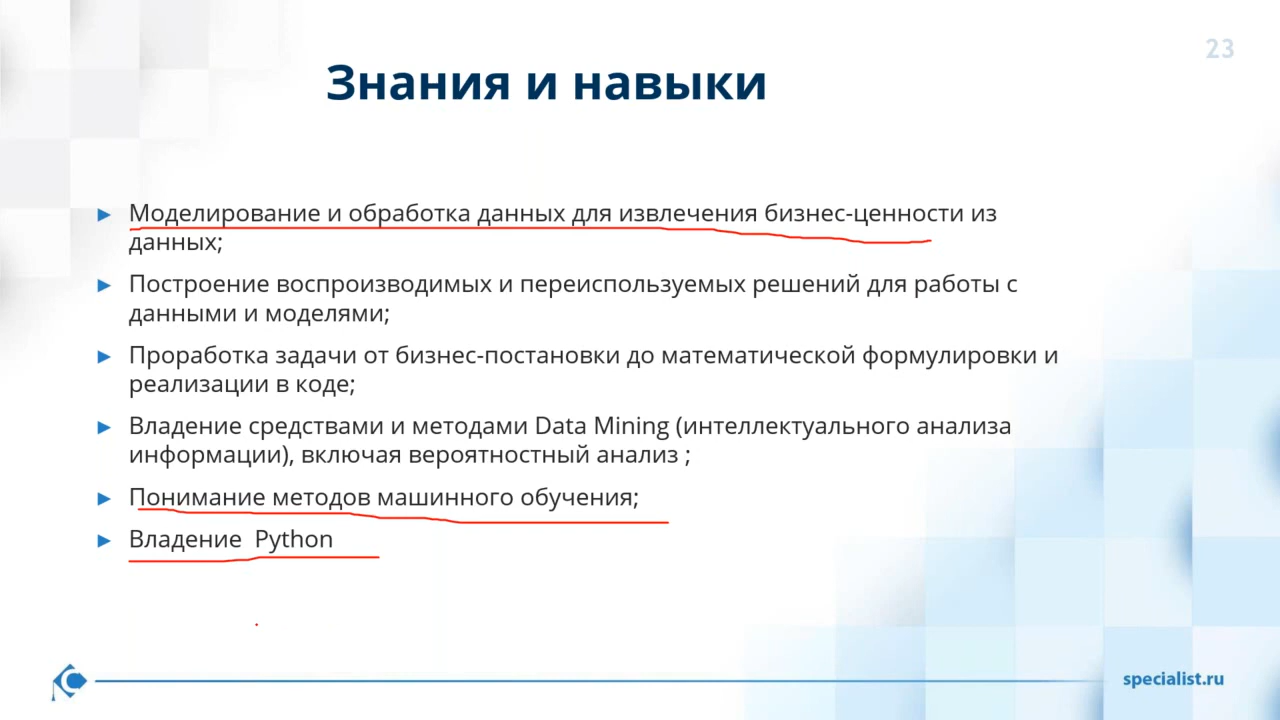 23
Знания и навыки
► Моделирование и обработка данных для извлечения бизнес-ценности из
данных;
► Построение воспроизводимых и переиспользуемых решений для работы с
данными и моделями;
► Проработка задачи от бизнес-постановки до математической формулировки и
реализации в коде;
► Владение средствами и методами Data Mining (интеллектуального анализа
информации), включая вероятностный анализ ;
► Понимание методов машинного обучения;
► Владение  Python
specialist.ru